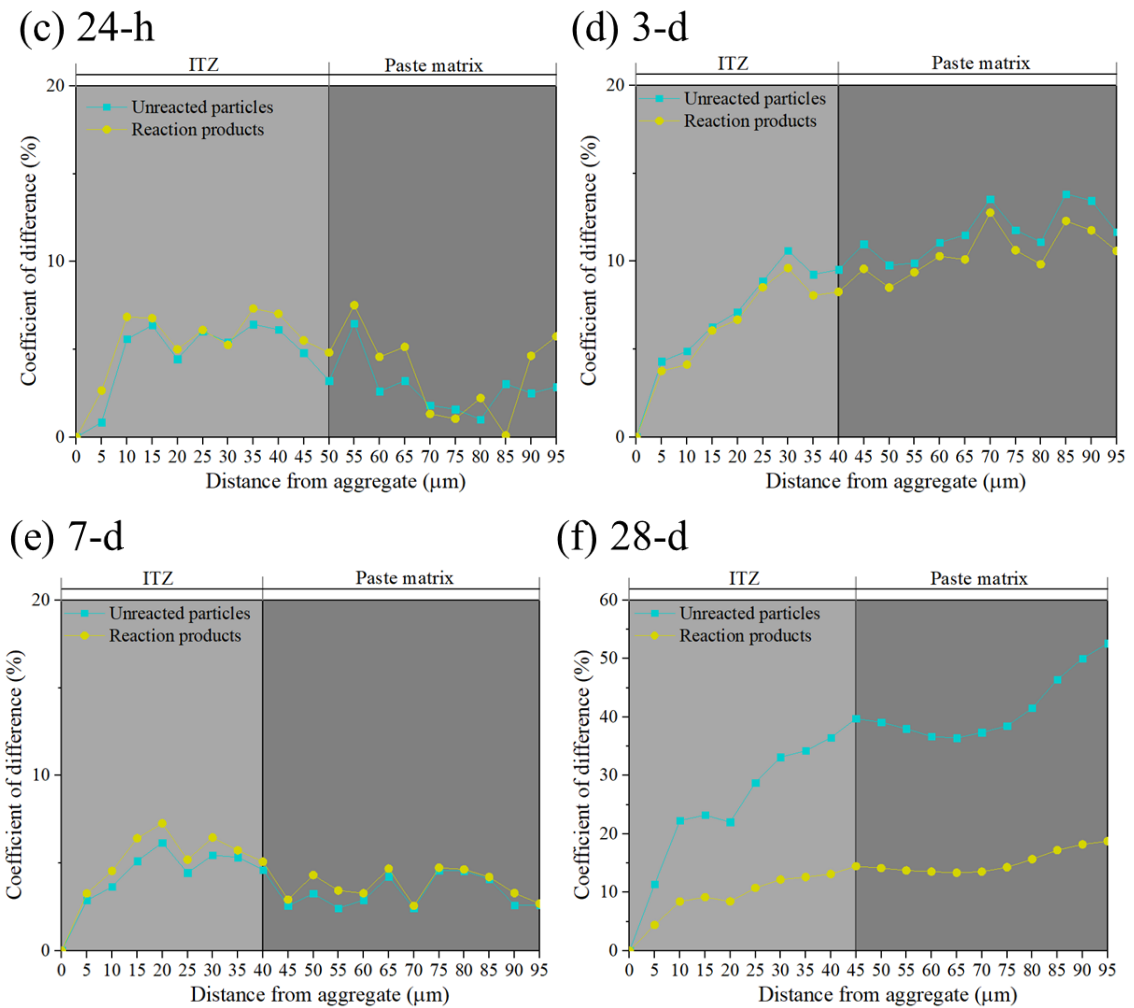 (c) 24-h
ITZ Paste matrix
20
Unreacted particles
Reaction products
10
0
Coefficient of difference (%)
0 5 10 15 20 25 30 35 40 45 50 55 60 65 70 75 80 85 90 95
Distance from aggregate (μm)
(d) 3-d
ITZ Paste matrix
20
Unreacted particles
Reaction products
10
0
Coefficient of difference (%)
0 5 10 15 20 25 30 35 40 45 50 55 60 65 70 75 80 85 90 95
Distance from aggregate (μm)
(e) 7-d
ITZ Paste matrix
20
Unreacted particles
Reaction products
10
0
Coefficient of difference (%)
0 5 10 15 20 25 30 35 40 45 50 55 60 65 70 75 80 85 90 95
Distance from aggregate (μm)
(f) 28-d
ITZ Paste matrix
60
Unreacted particles
Reaction products
50
40
30
20
10
0
Coefficient of difference (%)
0 5 10 15 20 25 30 35 40 45 50 55 60 65 70 75 80 85 90 95
Distance from aggregate (μm)